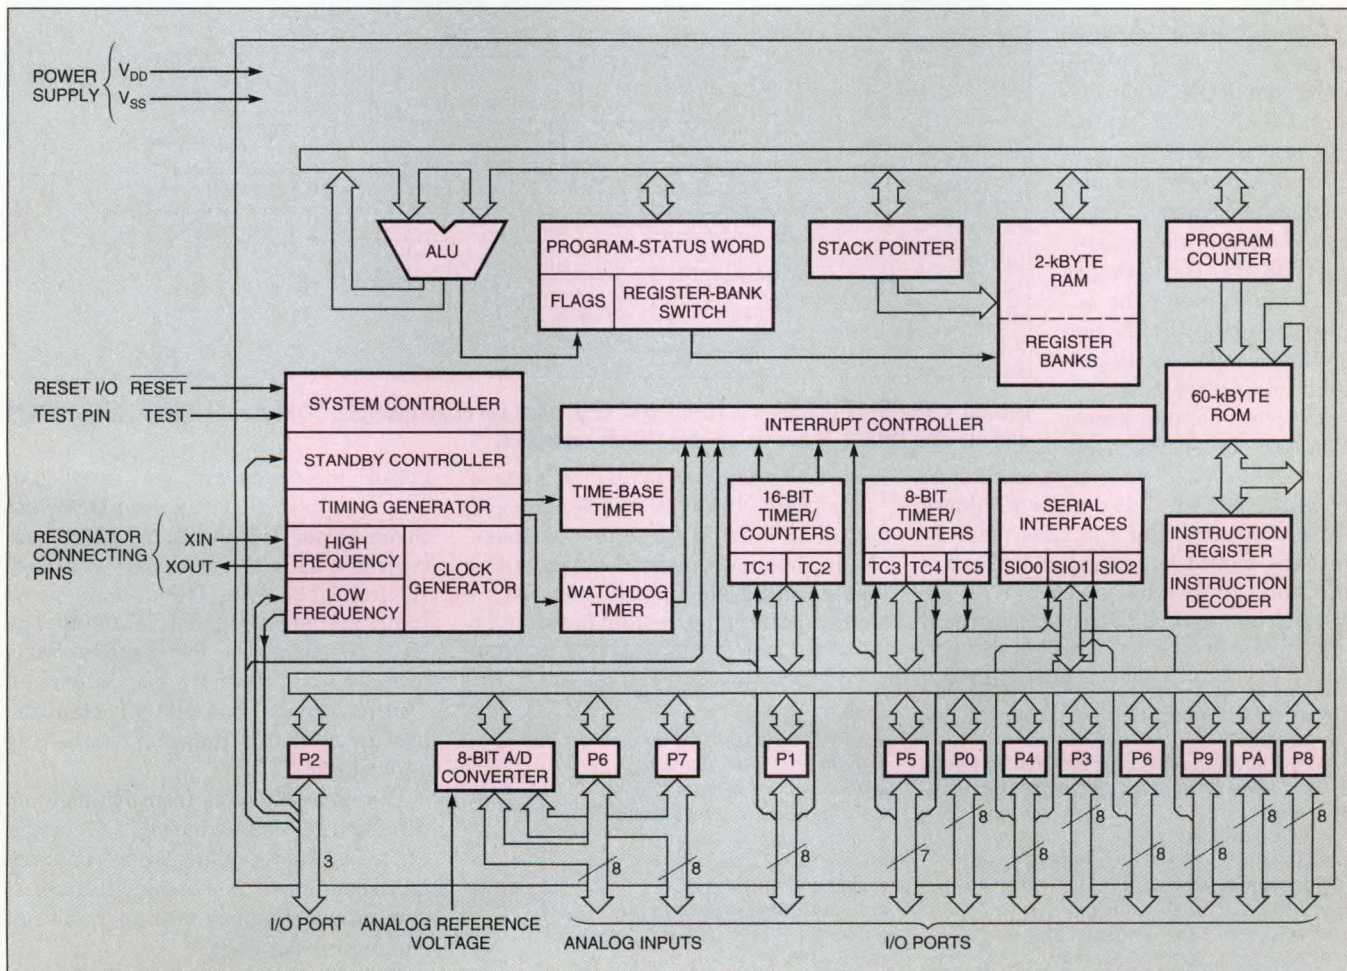 POWER SUPPLY
VDD
VSS
ALU
PROGRAM-STATUS WORD
FLAGS
REGISTER-BANK SWITCH
STACK POINTER
2-kBYTE RAM
REGISTER BANKS
PROGRAM COUNTER
RESET I/O RESET
TEST PIN TEST
SYSTEM CONTROLLER
STANDBY CONTROLLER
TIMING GENERATOR
HIGH FREQUENCY
LOW FREQUENCY
CLOCK GENERATOR
RESONATOR CONNECTING PINS
XIN
XOUT
INTERRUPT CONTROLLER
60-kBYTE ROM
TIME-BASE TIMER
WATCHDOG TIMER
16-BIT TIMER/COUNTERS
TC1 TC2
8-BIT TIMER/COUNTERS
TC3 TC4 TC5
SERIAL INTERFACES
SIO0 SIO1 SIO2
INSTRUCTION REGISTER
INSTRUCTION DECODER
P2
8-BIT A/D CONVERTER
P6
P7
P1
P5
P0
P4
P3
P6
P9
PA
P8
3
8
8
8
7
8
8
8
8
8
8
8
I/O PORT
ANALOG REFERENCE VOLTAGE
ANALOG INPUTS
I/O PORTS